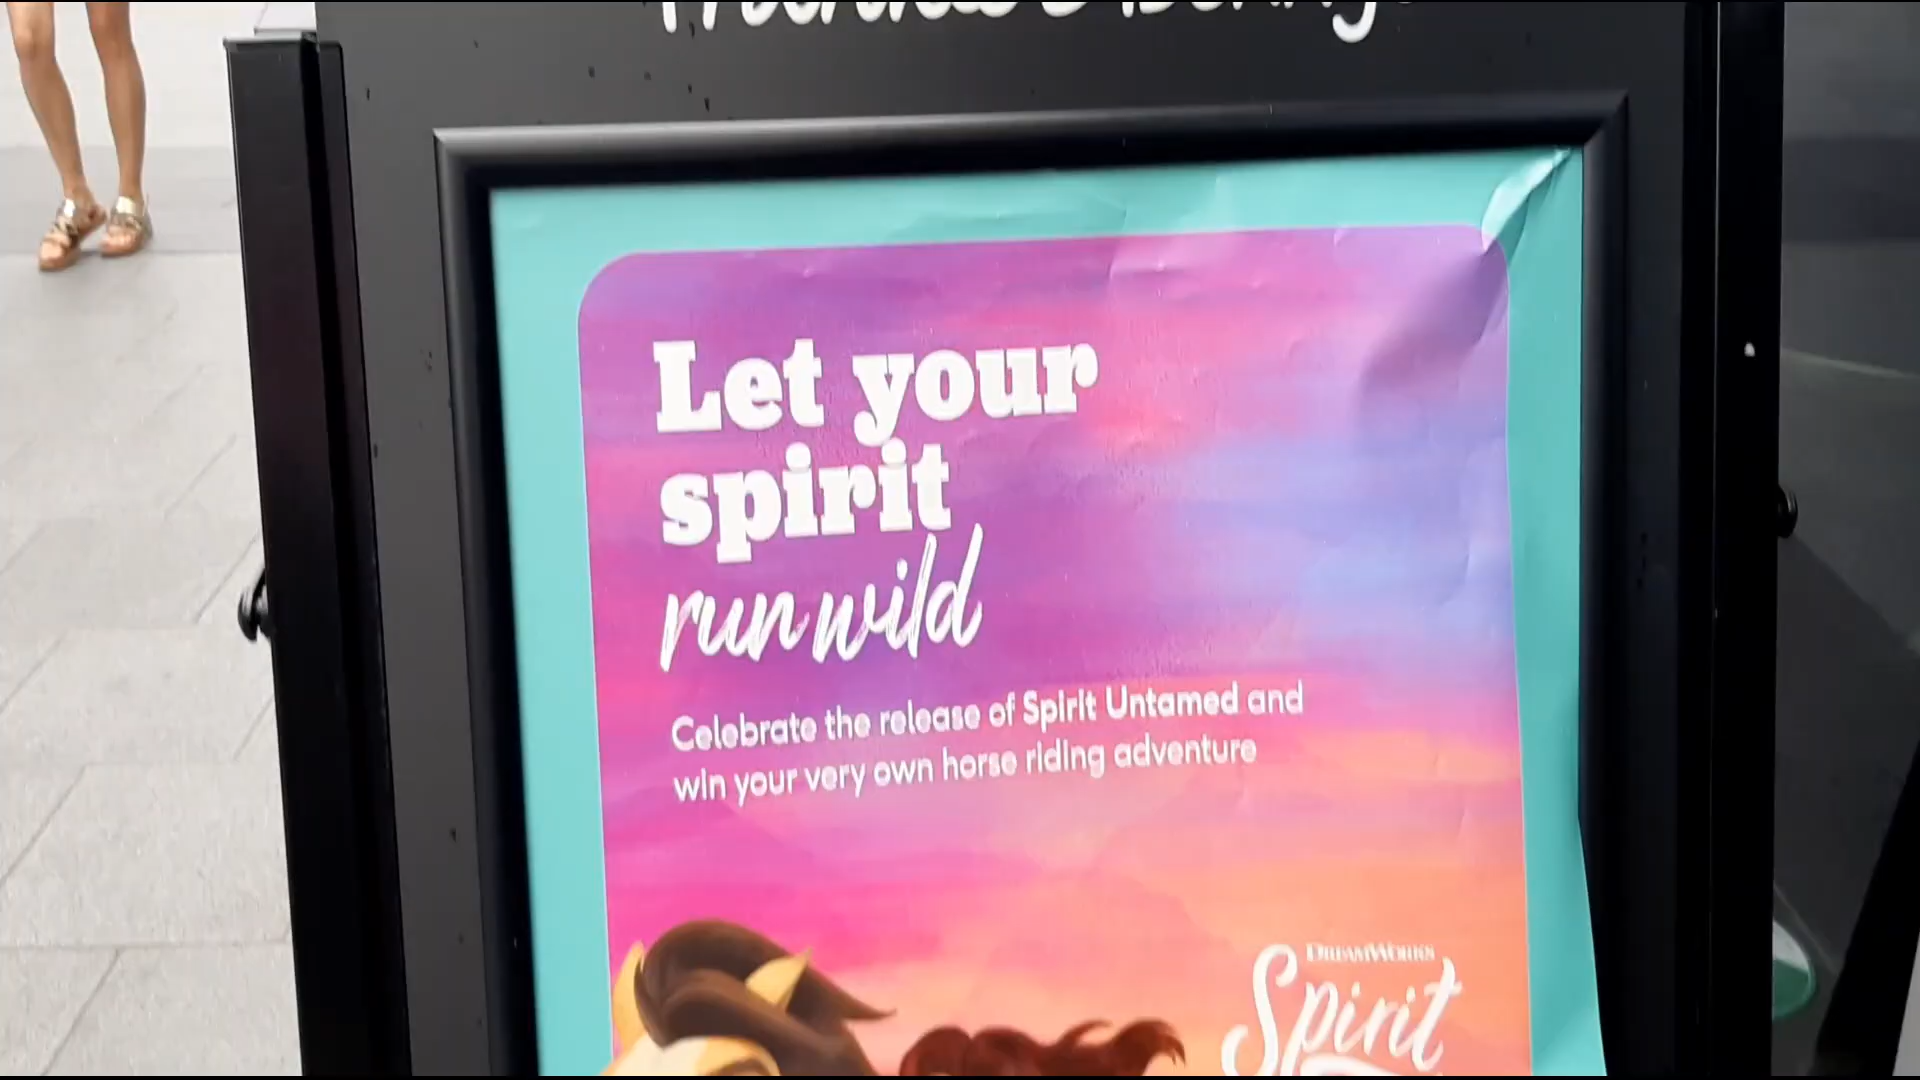 Let your
spirit
run wild
Celebrate the release of Spirit Untamed and
win your very own horse riding adventure
DREAMWORKS
Spirit